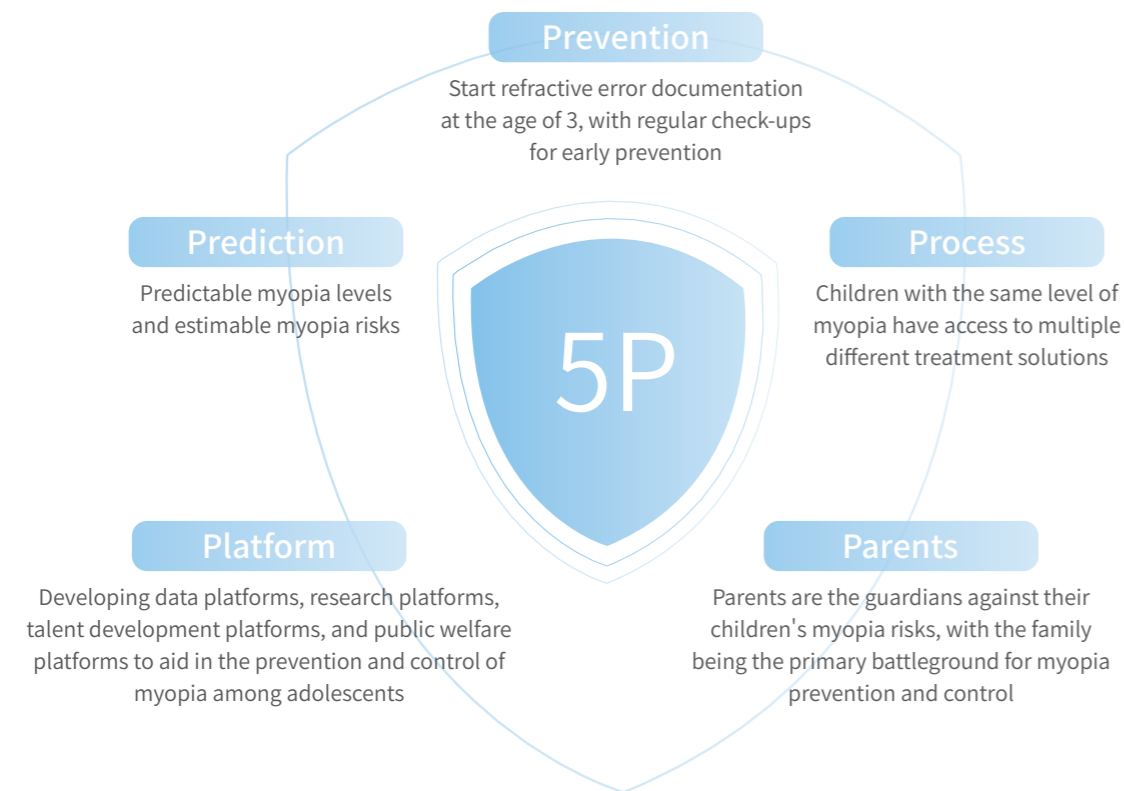 Prevention
Start refractive error documentation
at the age of 3, with regular check-ups
for early prevention
Prediction
Predictable myopia levels
and estimable myopia risks
Process
Children with the same level of
myopia have access to multiple
different treatment solutions
5P
Platform
Developing data platforms, research platforms,
talent development platforms, and public welfare
platforms to aid in the prevention and control of
myopia among adolescents
Parents
Parents are the guardians against their
children's myopia risks, with the family
being the primary battleground for myopia
prevention and control